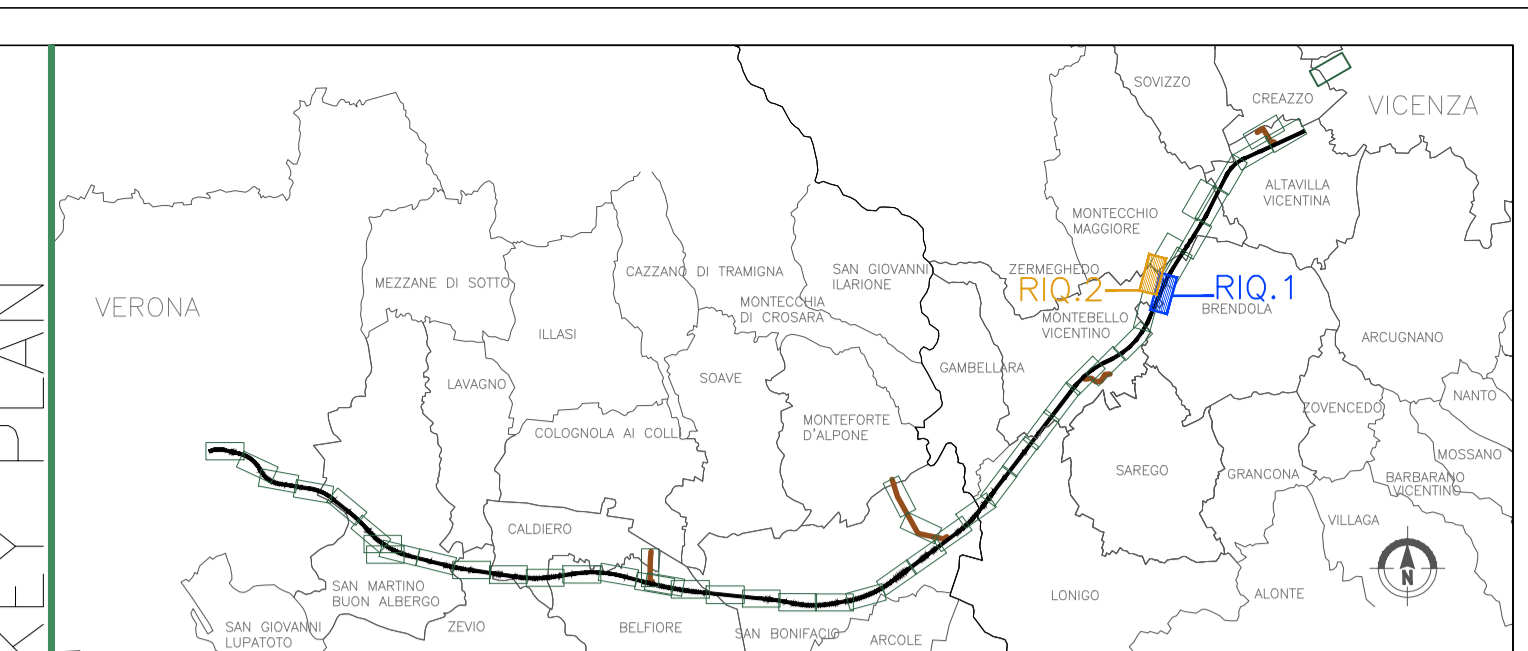 KEY PLAN
SOVIZZO
CREAZZO
VICENZA
ALTAVILLA
VICENTINA
MONTECCHIO
MAGGIORE
ZERMEGHEDO
RIQ.2
RIQ.1
BRENDOLA
MONTEBELLO
VICENTINO
ARCUGNANO
VERONA
MEZZANE DI SOTTO
CAZZANO DI TRAMIGNA
SAN GIOVANNI
ILARIONE
MONTECCHIA
DI CROSARA
ILLASI
LAVAGNO
SOAVE
GAMBELLARA
NANTO
ZOVENCEDO
COLOGNOLA AI COLLI
MONTEFORTE
D'ALPONE
MOSSANO
SAREGO
GRANCONA
BARBARANO
VICENTINO
VILLAGA
CALDIERO
N
SAN MARTINO
BUON ALBERGO
LONIGO
ALONTE
SAN GIOVANNI
LUPATOTO
ZEVIO
BELFIORE
SAN BONIFACIO
ARCOLE